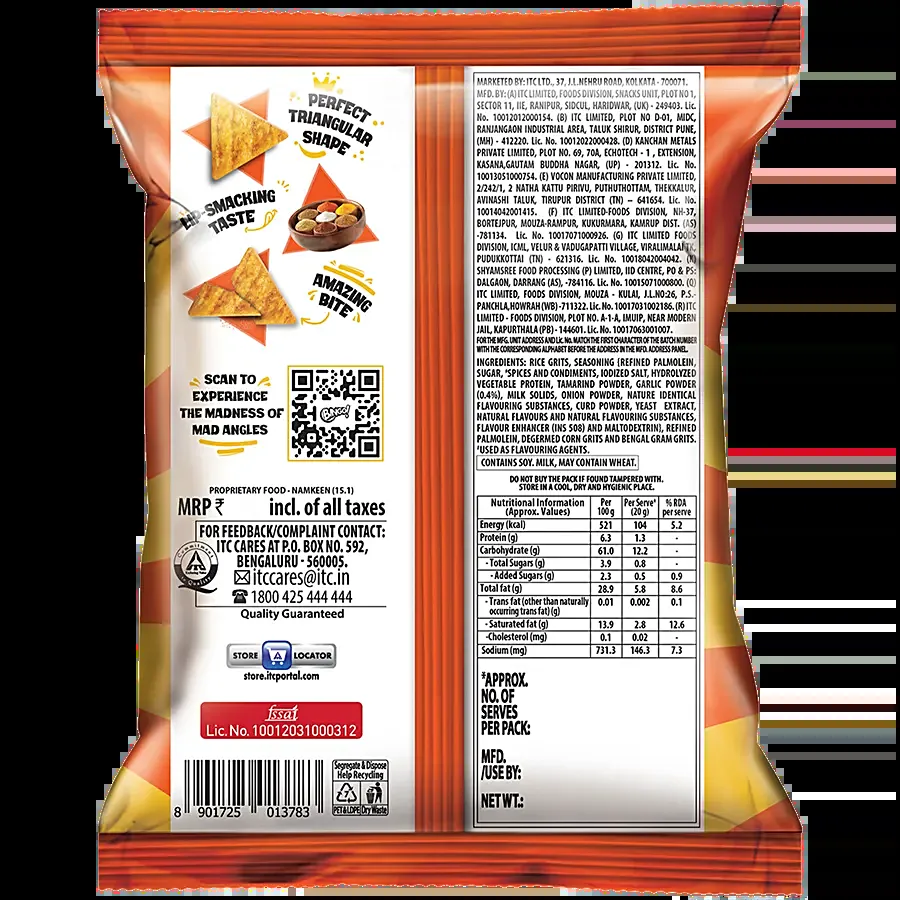 PERFECT
TRIANGULAR
SHAPE
LIP-SMACKING
TASTE
AMAZING
BITE
SCAN TO
EXPERIENCE
THE MADNESS OF
MAD ANGLES
BINGO!
PROPRIETARY FOOD - NAMKEEN (15.1)
MRP ₹ incl. of all taxes
FOR FEEDBACK/COMPLAINT CONTACT:
ITC CARES AT P.O. BOX NO. 592,
BENGALURU - 560005.
itccares@itc.in
1800 425 444 444
Quality Guaranteed
STORE LOCATOR
store.itcportal.com
fssai
Lic. No. 10012031000312
8 901725 013783
Segregate & Dispose
Help Recycling
7
PET & LDPE Dry Waste
MARKETED BY: ITC LTD., 37, J.L.NEHRU ROAD, KOLKATA - 700071.
MFD. BY: (A) ITC LIMITED, FOODS DIVISION, SNACKS UNIT, PLOT NO 1,
SECTOR 11, IIE, RANIPUR, SIDCUL, HARIDWAR, (UK) - 249403. Lic.
No. 10012012000154. (B) ITC LIMITED, PLOT NO D-01, MIDC,
RANJANGAON INDUSTRIAL AREA, TALUK SHIRUR, DISTRICT PUNE,
(MH) - 412220. Lic. No. 10012022000428. (D) KANCHAN METALS
PRIVATE LIMITED, PLOT NO. 69, 70A, ECHOTECH - 1 , EXTENSION,
KASANA,GAUTAM BUDDHA NAGAR, (UP) - 201312. Lic. No.
10013051000754. (E) VOCON MANUFACTURING PRIVATE LIMITED,
2/242/1, 2 NATHA KATTU PIRIVU, PUTHUTHOTTAM, THEKKALUR,
AVINASHI TALUK, TIRUPUR DISTRICT (TN) – 641654. Lic. No.
10014042001415. (F) ITC LIMITED-FOODS DIVISION, NH-37,
BORTEJPUR, MOUZA-RAMPUR, KUKURMARA, KAMRUP DIST. (AS)
-781134. Lic. No. 10017071000926. (G) ITC LIMITED FOODS
DIVISION, ICML, VELUR & VADUGAPATTI VILLAGE, VIRALIMALAI TK,
PUDUKKOTTAI (TN) - 621316. Lic. No. 10018042004042. (K)
SHYAMSREE FOOD PROCESSING (P) LIMITED, IID CENTRE, PO & PS:
DALGAON, DARRANG (AS), -784116. Lic. No. 10015071000800. (Q)
ITC LIMITED, FOODS DIVISION, MOUZA - KULAI, J.L.NO:26, P.S.-
PANCHLA,HOWRAH (WB) -711322. Lic. No. 10017031002186. (R) ITC
LIMITED - FOODS DIVISION, PLOT NO. A-1-A, IMUIP, NEAR MODERN
JAIL, KAPURTHALA (PB) - 144601. Lic. No. 10017063001007.
FOR THE MFG. UNIT ADDRESS AND Lic. No. MATCH THE FIRST CHARACTER OF THE BATCH NUMBER
WITH THE CORRESPONDING ALPHABET BEFORE THE ADDRESS IN THE MFD. ADDRESS PANEL.
INGREDIENTS: RICE GRITS, SEASONING {REFINED PALMOLEIN,
SUGAR, *SPICES AND CONDIMENTS, IODIZED SALT, HYDROLYZED
VEGETABLE PROTEIN, TAMARIND POWDER, GARLIC POWDER
(0.4%), MILK SOLIDS, ONION POWDER, NATURE IDENTICAL
FLAVOURING SUBSTANCES, CURD POWDER, YEAST EXTRACT,
NATURAL FLAVOURS AND NATURAL FLAVOURING SUBSTANCES,
FLAVOUR ENHANCER (INS 508) AND MALTODEXTRIN}, REFINED
PALMOLEIN, DEGERMED CORN GRITS AND BENGAL GRAM GRITS.
*USED AS FLAVOURING AGENTS.
CONTAINS SOY. MILK, MAY CONTAIN WHEAT.
DO NOT BUY THE PACK IF FOUND TAMPERED WITH.
STORE IN A COOL, DRY AND HYGIENIC PLACE.
Nutritional Information (Approx. Values) Per 100 g Per Serve* (20 g) % RDA per serve
Energy (kcal) 521 104 5.2
Protein (g) 6.3 1.3 -
Carbohydrate (g) 61.0 12.2 -
- Total Sugars (g) 3.9 0.8 -
- Added Sugars (g) 2.3 0.5 0.9
Total fat (g) 28.9 5.8 8.6
- Trans fat (other than naturally occurring trans fat) (g) 0.01 0.002 0.1
- Saturated fat (g) 13.9 2.8 12.6
-Cholesterol (mg) 0.1 0.02 -
Sodium (mg) 731.3 146.3 7.3
*APPROX.
NO. OF
SERVES
PER PACK:
MFD.
/USE BY:
NET WT.: